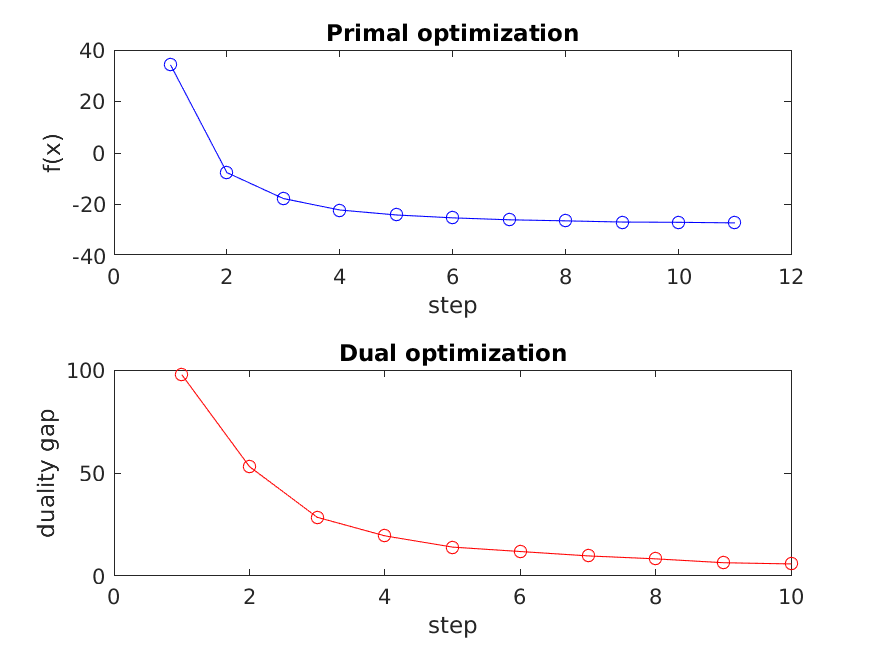 Primal optimization
40
20
0
-20
-40
f(x)
0 2 4 6 8 10 12
step
Dual optimization
100
50
0
duality gap
0 2 4 6 8 10
step